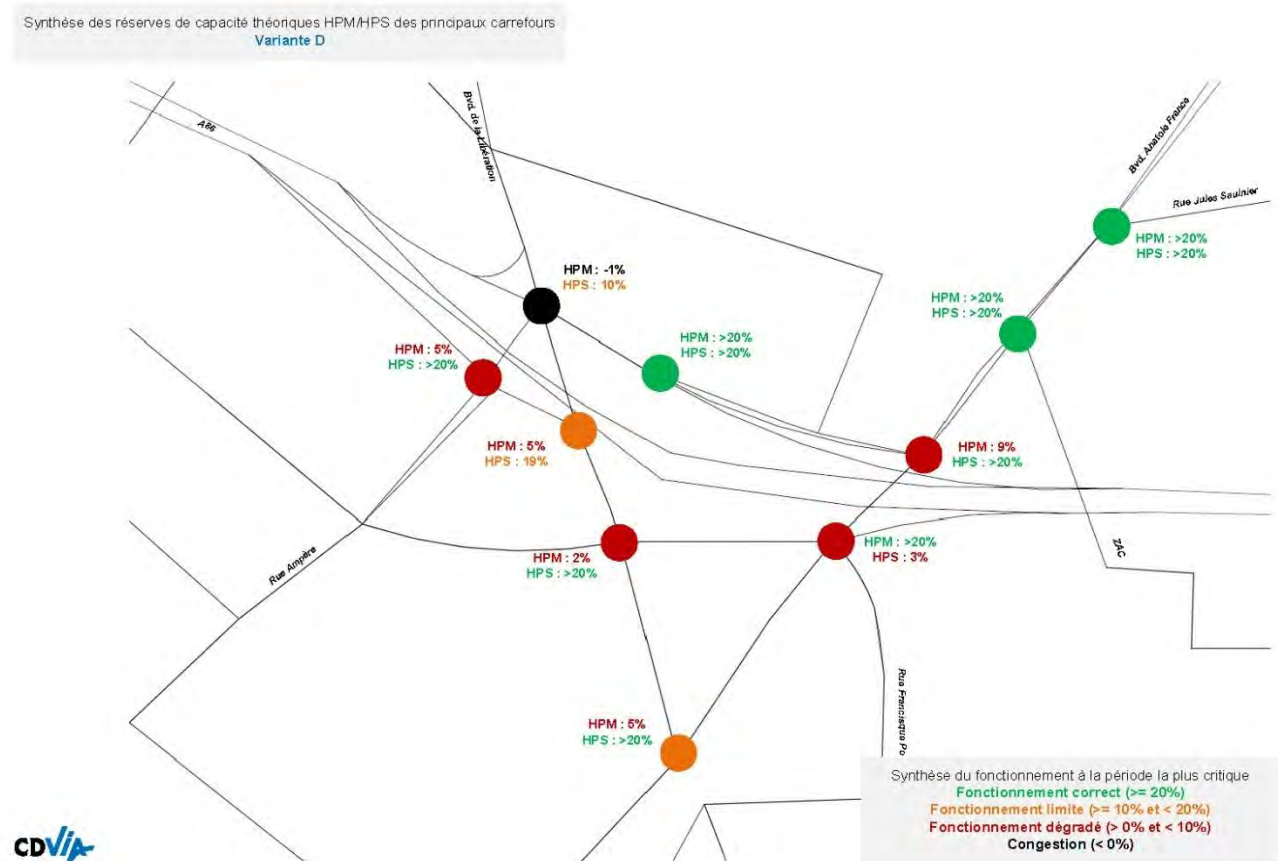 Synthèse des réserves de capacité théoriques HPM/HPS des principaux carrefours
Variante D
A86
Bvd. de la Libération
Bvd. Anatole France
Rue Jules Saulnier
HPM : >20%
HPS : >20%
HPM : -1%
HPS : 10%
HPM : >20%
HPS : >20%
HPM : >20%
HPS : >20%
HPM : 5%
HPS : >20%
HPM : 5%
HPS : 19%
HPM : 9%
HPS : >20%
HPM : 2%
HPS : >20%
HPM : >20%
HPS : 3%
ZAC
Rue Ampère
Rue Francisque Po
HPM : 5%
HPS : >20%
Synthèse du fonctionnement à la période la plus critique
Fonctionnement correct (>= 20%)
Fonctionnement limite (>= 10% et < 20%)
Fonctionnement dégradé (> 0% et < 10%)
Congestion (< 0%)
CDVIA